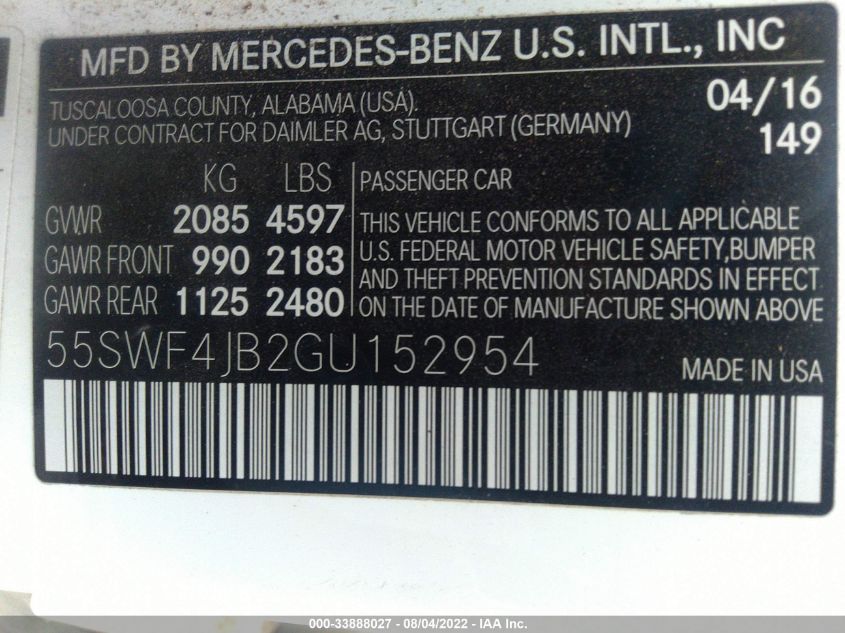 MFD BY MERCEDES-BENZ U.S. INTL., INC
TUSCALOOSA COUNTY, ALABAMA (USA).
04/16
UNDER CONTRACT FOR DAIMLER AG, STUTTGART (GERMANY)
149
KG LBS
PASSENGER CAR
GVWR 2085 4597
GAWR FRONT 990 2183
GAWR REAR 1125 2480
THIS VEHICLE CONFORMS TO ALL APPLICABLE
U.S. FEDERAL MOTOR VEHICLE SAFETY,BUMPER
AND THEFT PREVENTION STANDARDS IN EFFECT
ON THE DATE OF MANUFACTURE SHOWN ABOVE
55SWF4JB2GU152954
MADE IN USA
000-33888027 - 08/04/2022 - IAA Inc.